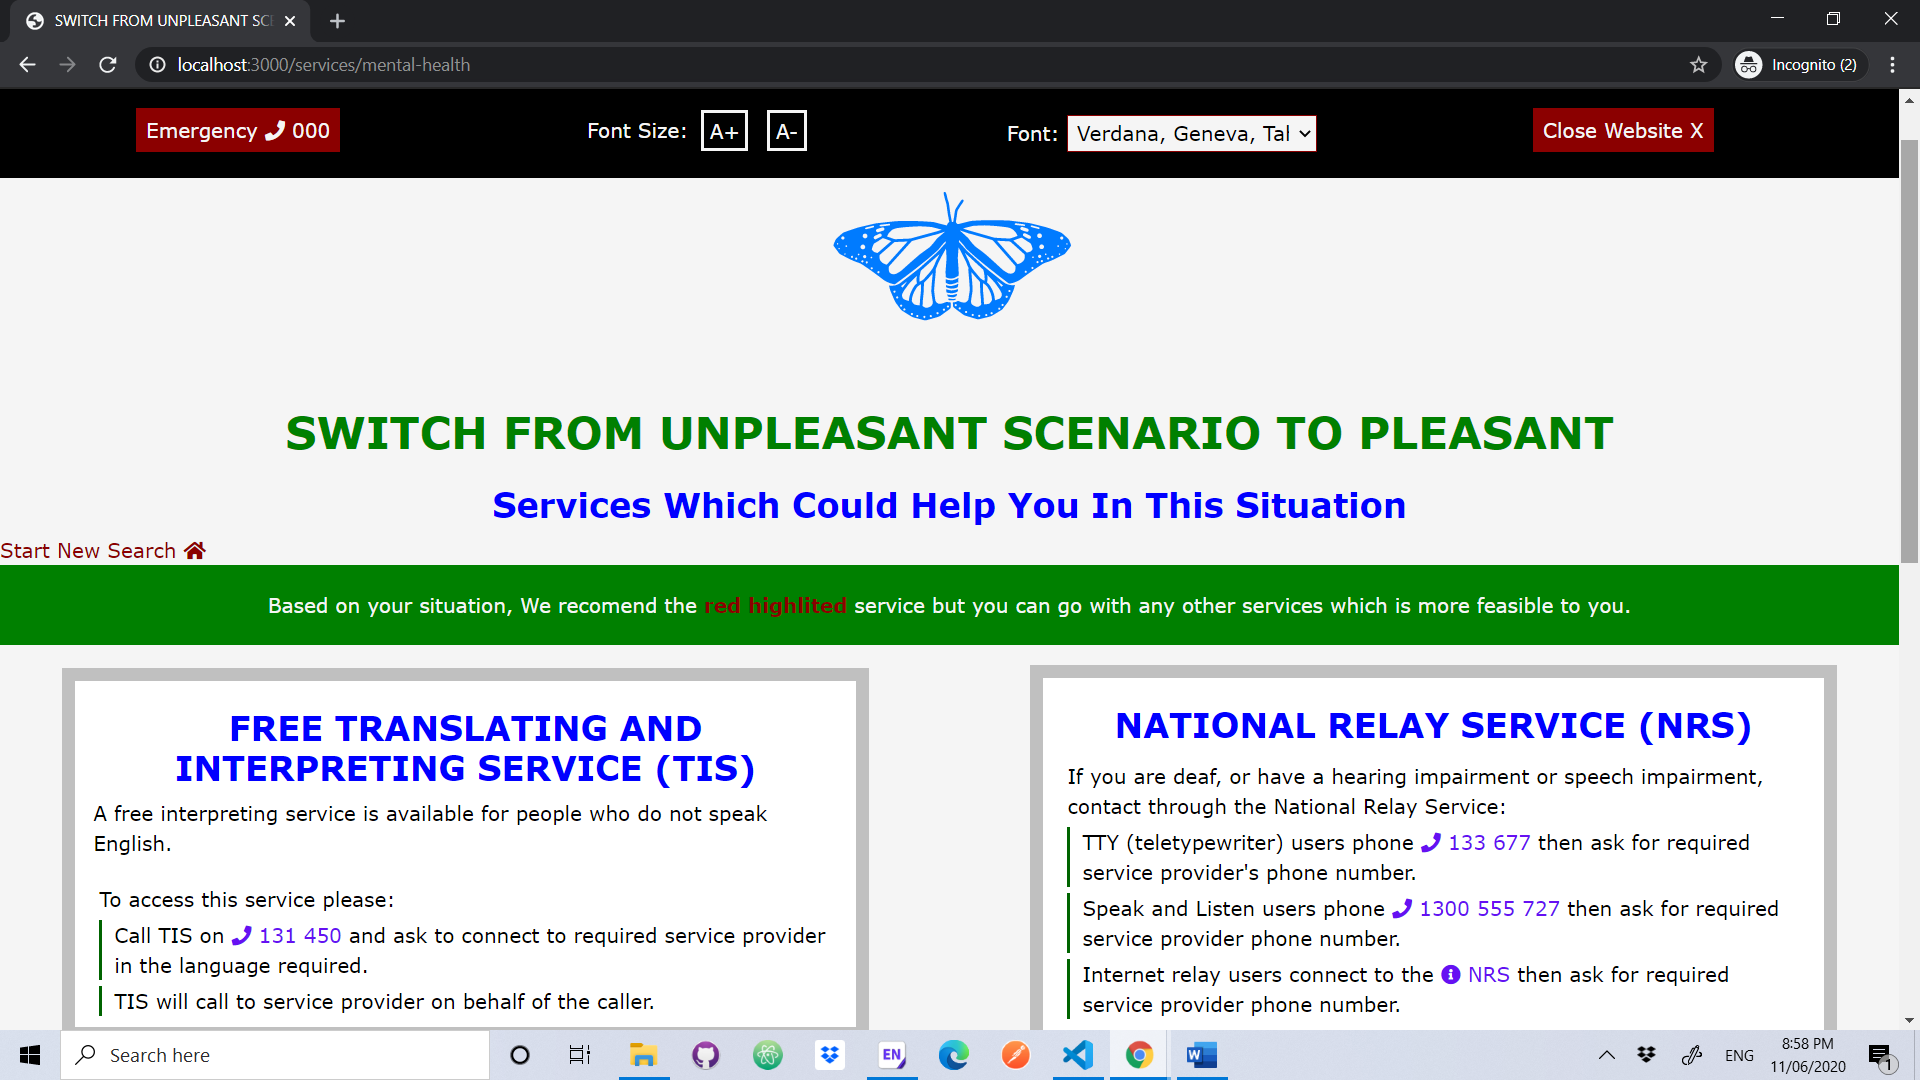 SWITCH FROM UNPLEASANT SCE
localhost:3000/services/mental-health
Incognito (2)
Emergency 000
Font Size: A+ A-
Font: Verdana, Geneva, Tal
Close Website X
SWITCH FROM UNPLEASANT SCENARIO TO PLEASANT
Services Which Could Help You In This Situation
Start New Search
Based on your situation, We recomend the red highlited service but you can go with any other services which is more feasible to you.
FREE TRANSLATING AND
INTERPRETING SERVICE (TIS)
A free interpreting service is available for people who do not speak
English.
To access this service please:
Call TIS on 131 450 and ask to connect to required service provider
in the language required.
TIS will call to service provider on behalf of the caller.
NATIONAL RELAY SERVICE (NRS)
If you are deaf, or have a hearing impairment or speech impairment,
contact through the National Relay Service:
TTY (teletypewriter) users phone 133 677 then ask for required
service provider's phone number.
Speak and Listen users phone 1300 555 727 then ask for required
service provider phone number.
Internet relay users connect to the NRS then ask for required
service provider phone number.
Search here
EN
W
ENG
8:58 PM
11/06/2020
1